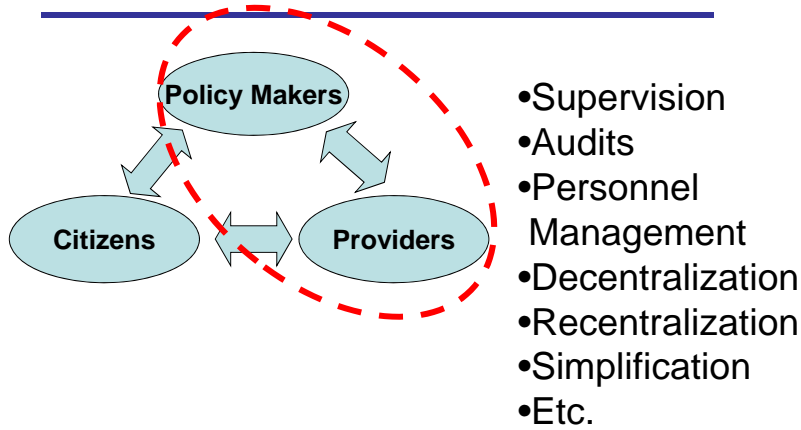 Policy Makers
Citizens
Providers
•Supervision
•Audits
•Personnel
Management
•Decentralization
•Recentralization
•Simplification
•Etc.